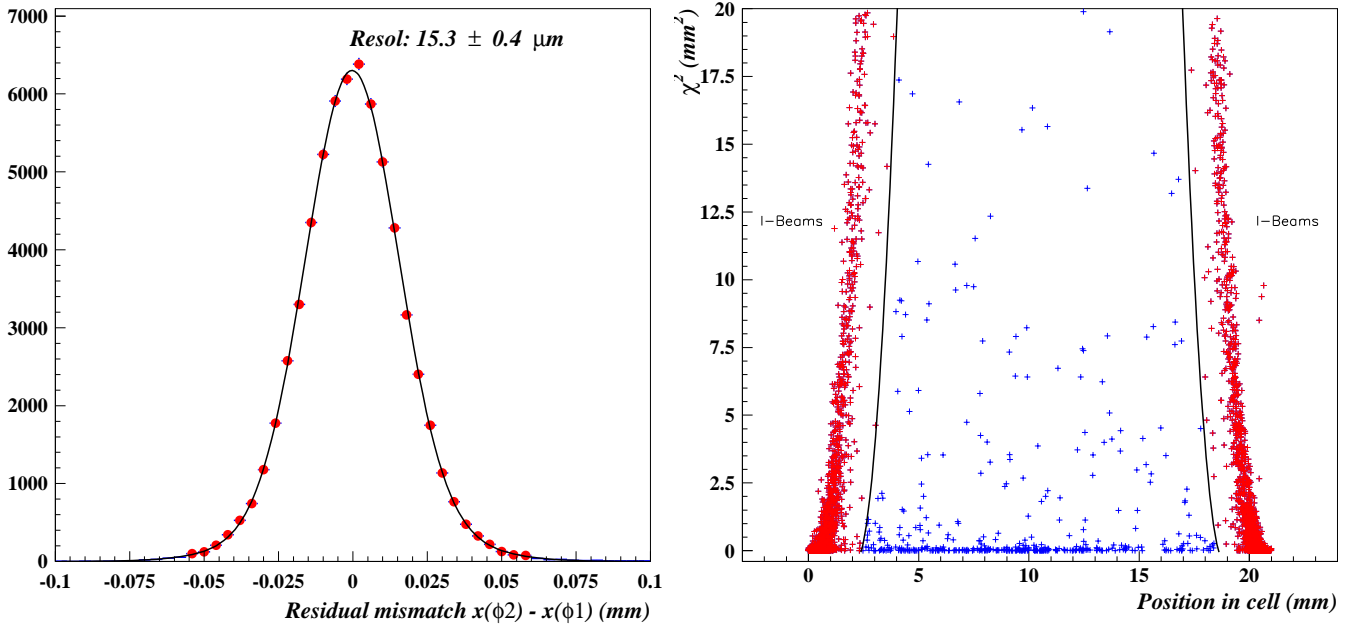 7000
6000
5000
4000
3000
2000
1000
0
Resol: 15.3 ± 0.4 μm
-0.1 -0.075 -0.05 -0.025 0 0.025 0.05 0.075 0.1
Residual mismatch x(ϕ2) - x(ϕ1) (mm)
χ² (mm²)
20
17.5
15
12.5
10
7.5
5
2.5
0
I-Beams
I-Beams
0 5 10 15 20
Position in cell (mm)